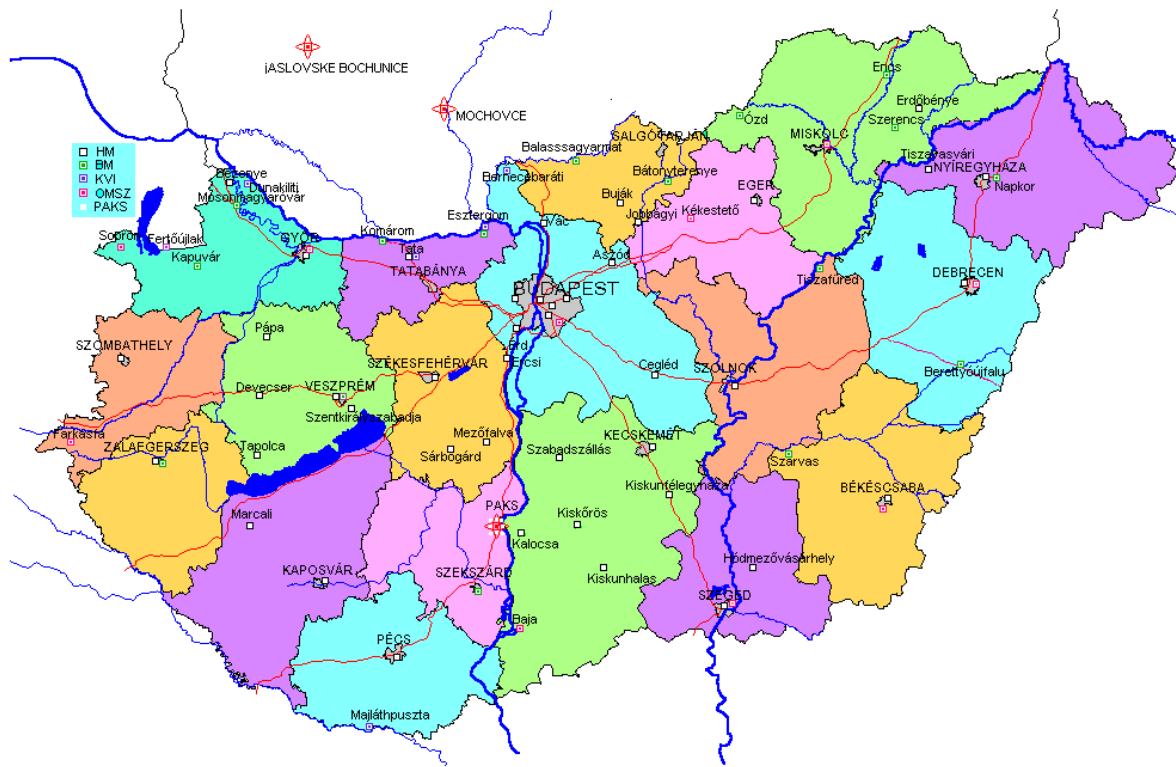 jASLOVSKE BOCHUNICE
MOCHOVCE
Encs
Erdőbénye
Ózd
Szerencs
MISKOLC
SALGÓTARJÁN
Balasssagyarmat
HM
BM
KVI
OMSZ
PAKS
Bezenye
Dunakiliti
Mosonmagyaróvár
Bernecebaráti
Bátonyterenye
Tiszavasvári
NYÍREGYHÁZA
Napkor
EGER
Buják
Jobbágyi
Kékestető
Esztergom
Vác
Komárom
Sopron
Fertőújlak
GYŐR
Kapuvár
Tata
TATABÁNYA
Aszód
Tiszafüred
DEBRECEN
BUDAPEST
Pápa
SZOMBATHELY
Érd
Ercsi
SZÉKESFEHÉRVÁR
Cegléd
SZOLNOK
Berettyóújfalu
Devecser
VESZPRÉM
Szentkirályszabadja
Farkasfa
ZALAEGERSZEG
Tapolca
Mezőfalva
Sárbogárd
KECSKEMÉT
Szabadszállás
Szarvas
BÉKÉSCSABA
Kiskunfélegyháza
Marcali
PAKS
Kiskőrös
Kalocsa
Hódmezővásárhely
KAPOSVÁR
SZEKSZÁRD
Kiskunhalas
SZEGED
Baja
PÉCS
Majláthpuszta